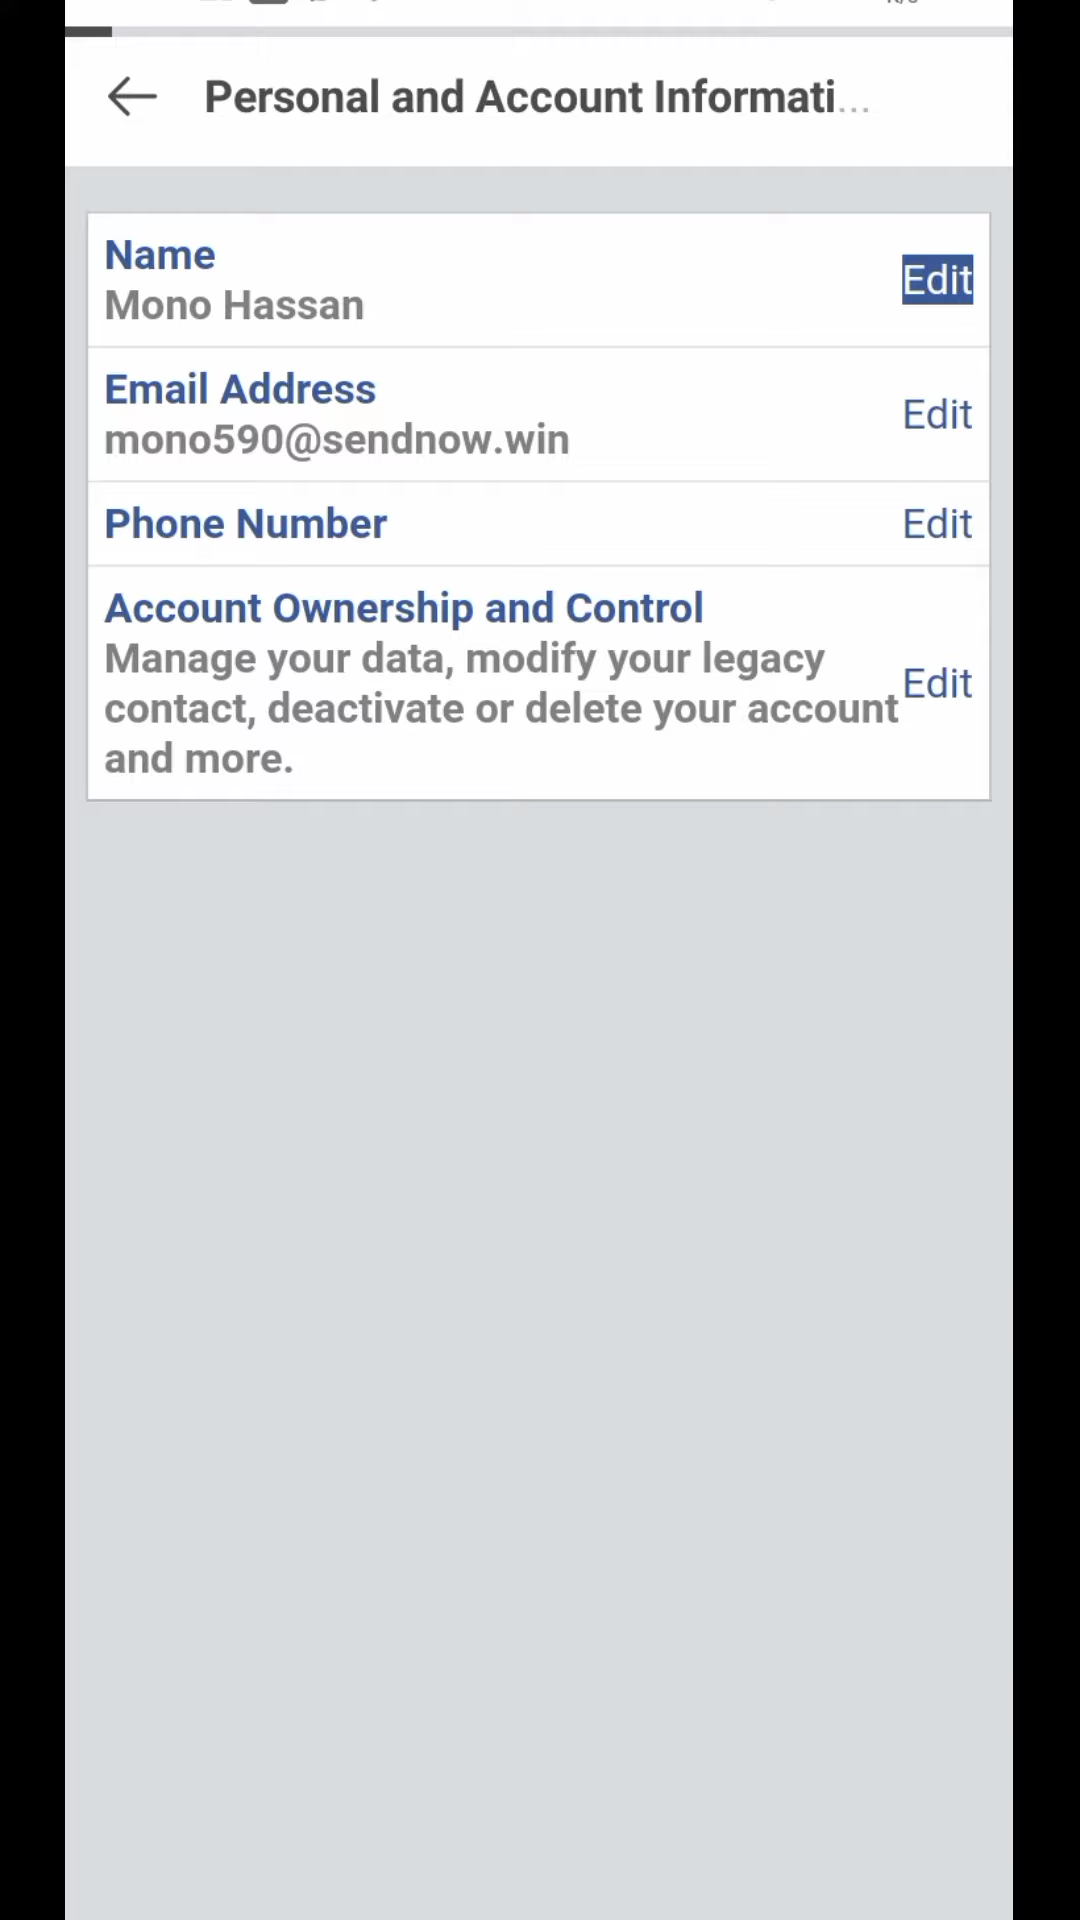 Personal and Account Informati...
Name
Mono Hassan
Edit
Email Address
mono590@sendnow.win
Edit
Phone Number
Edit
Account Ownership and Control
Manage your data, modify your legacy
contact, deactivate or delete your account
and more.
Edit